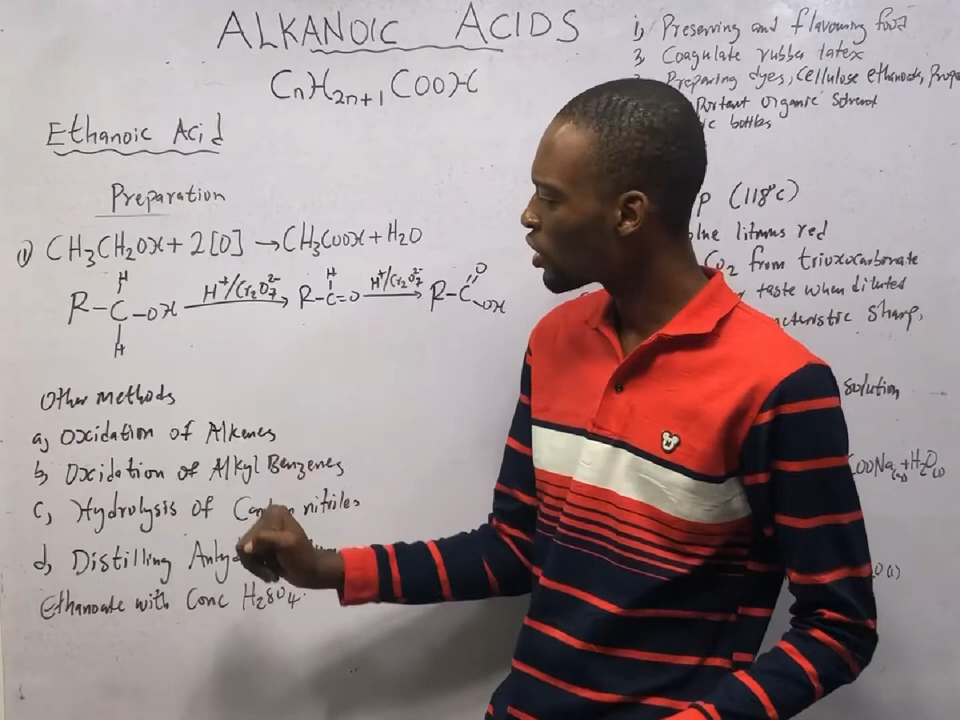 ALKANOIC ACIDS
CnH2n+1COOH
Ethanoic Acid
Preparation
1) CH3CH2OH + 2[O] → CH3COOH + H2O
H H O
R-C-OH H+/Cr2O7^2- → R-C=O H+/Cr2O7^2- → R-C-OH
H
Other methods
a, Oxidation of Alkenes
b, Oxidation of Alkyl Benzenes
c, Hydrolysis of nitriles
d, Distilling
Ethanoate with Conc H2SO4.
1, Preserving and flavouring food
2, Coagulate rubber latex
Preparing dyes, cellulose ethanoate,
organic solvent
bottles
P (118°C)
litmus red
from trioxocarbonate
taste when diluted
sharp,
solution
COONa(aq) + H2O(l)
O(l)